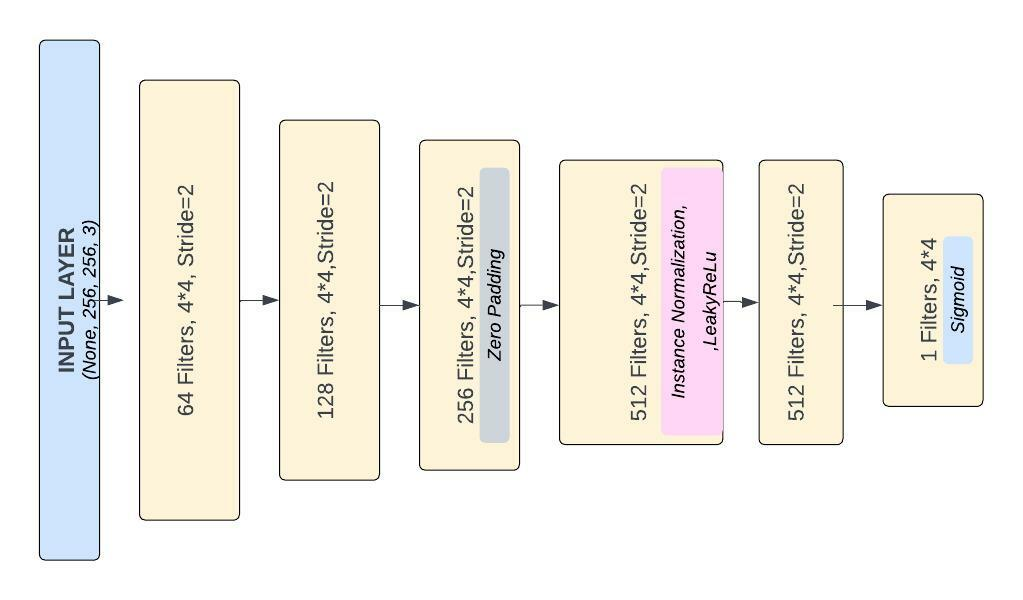 INPUT LAYER
(None, 256, 256, 3)
64 Filters, 4*4, Stride=2
128 Filters, 4*4,Stride=2
256 Filters, 4*4,Stride=2
Zero Padding
512 Filters, 4*4,Stride=2
Instance Normalization,
,LeakyReLu
512 Filters, 4*4,Stride=2
1 Filters, 4*4
Sigmoid